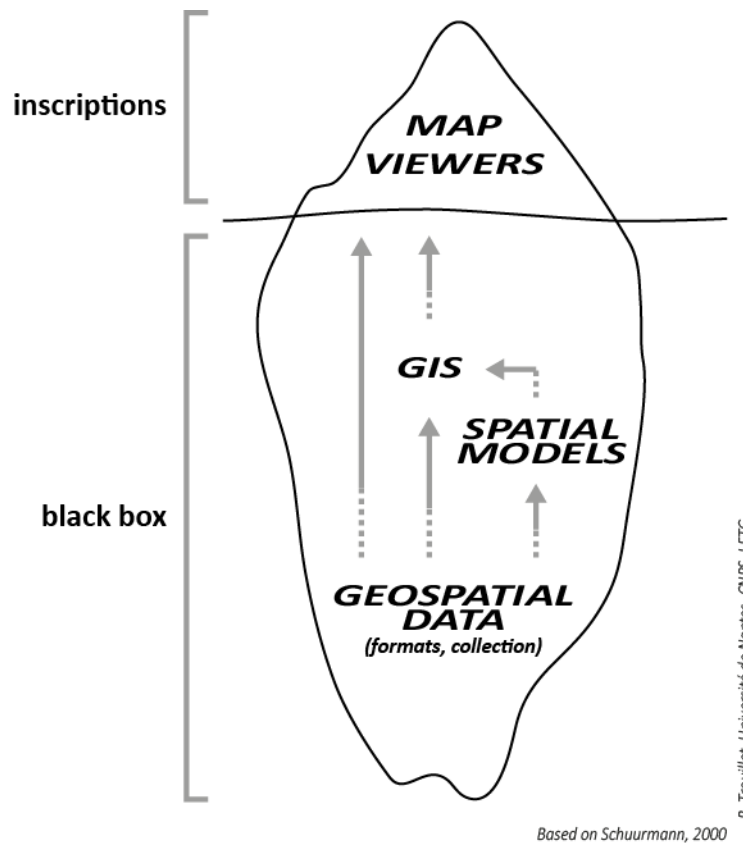 inscriptions
MAP
VIEWERS
GIS
SPATIAL
MODELS
black box
GEOSPATIAL
DATA
(formats, collection)
Based on Schuurmann, 2000